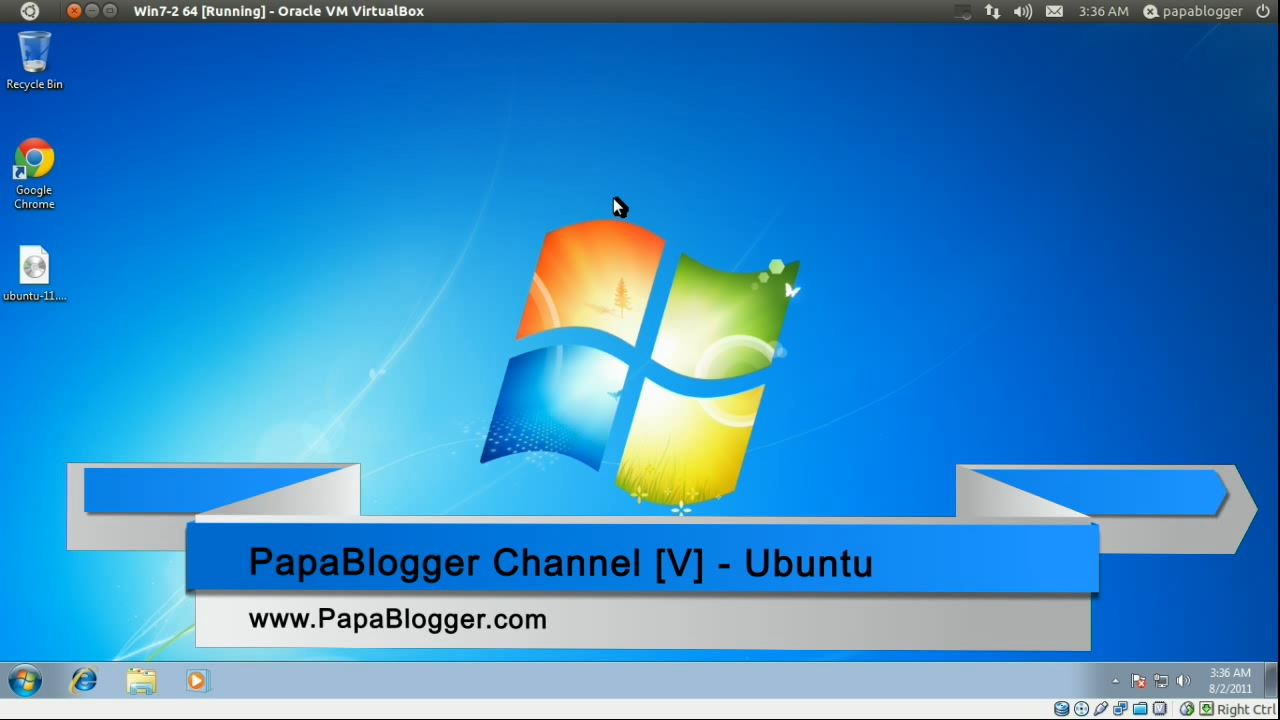 Win7-2 64 [Running] - Oracle VM VirtualBox
3:36 AM
papablogger
Recycle Bin
Google
Chrome
ubuntu-11....
PapaBlogger Channel [V] - Ubuntu
www.PapaBlogger.com
3:36 AM
8/2/2011
Right Ctrl